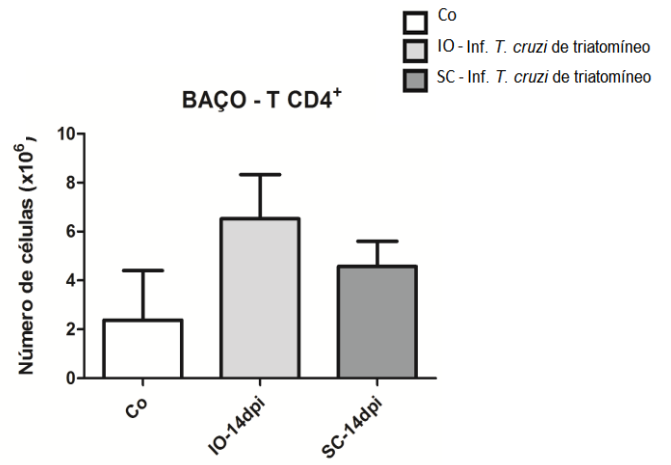 Co
IO - Inf. T. cruzi de triatomíneo
SC - Inf. T. cruzi de triatomíneo
BAÇO - T CD4⁺
Número de células (x10⁶)
10
8
6
4
2
0
Co
IO-14dpi
SC-14dpi